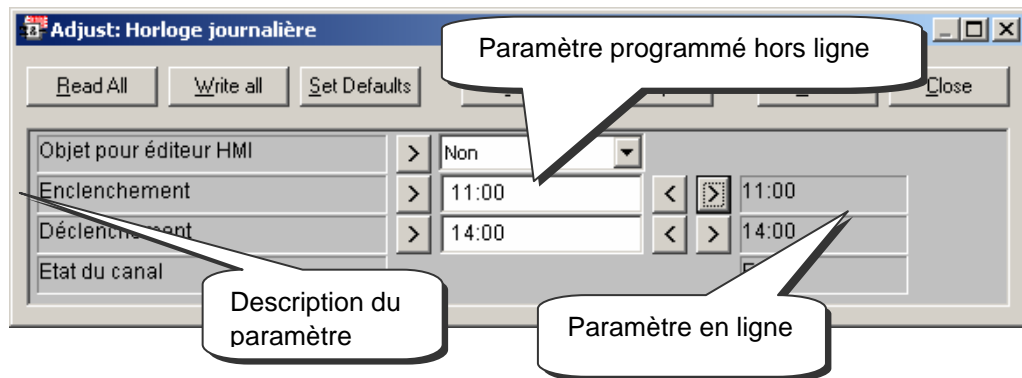 Adjust: Horloge journalière
Paramètre programmé hors ligne
Read All Write all Set Defaults Close
Objet pour éditeur HMI > Non
Enclenchement > 11:00 < > 11:00
Déclenchement > 14:00 < > 14:00
Etat du canal
Description du
paramètre
Paramètre en ligne